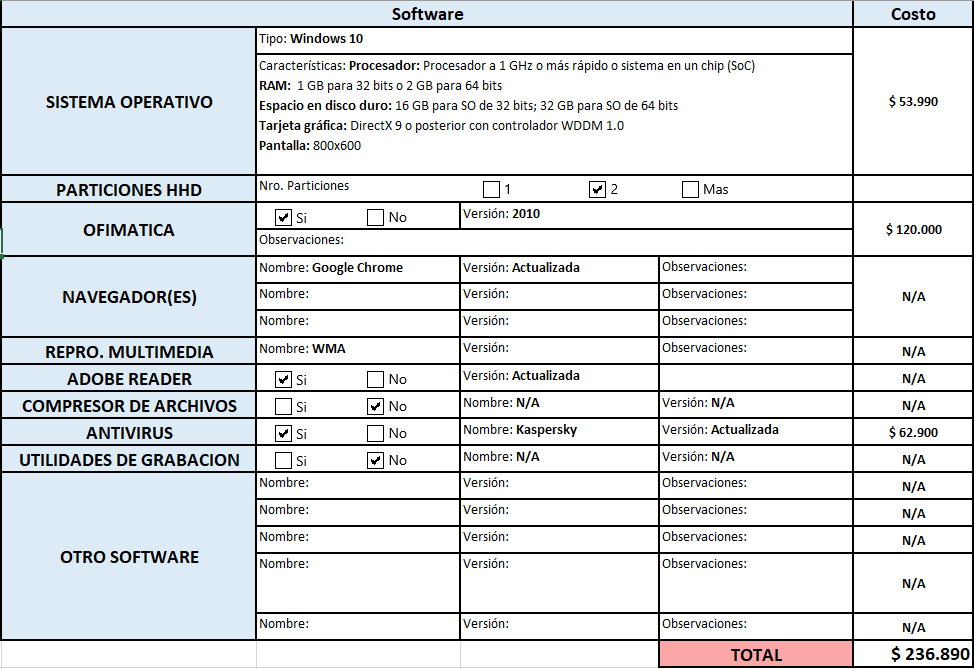 Software Costo
SISTEMA OPERATIVO
Tipo: Windows 10
Características: Procesador: Procesador a 1 GHz o más rápido o sistema en un chip (SoC)
RAM: 1 GB para 32 bits o 2 GB para 64 bits
Espacio en disco duro: 16 GB para SO de 32 bits; 32 GB para SO de 64 bits
Tarjeta gráfica: DirectX 9 o posterior con controlador WDDM 1.0
Pantalla: 800x600
$ 53.990
PARTICIONES HHD Nro. Particiones 1 2 Mas
OFIMATICA Si No Versión: 2010
Observaciones:
$ 120.000
NAVEGADOR(ES)
Nombre: Google Chrome Versión: Actualizada Observaciones:
Nombre: Versión: Observaciones:
Nombre: Versión: Observaciones:
N/A
REPRO. MULTIMEDIA Nombre: WMA Versión: Observaciones: N/A
ADOBE READER Si No Versión: Actualizada N/A
COMPRESOR DE ARCHIVOS Si No Nombre: N/A Versión: N/A N/A
ANTIVIRUS Si No Nombre: Kaspersky Versión: Actualizada $ 62.900
UTILIDADES DE GRABACION Si No Nombre: N/A Versión: N/A N/A
OTRO SOFTWARE
Nombre: Versión: Observaciones: N/A
Nombre: Versión: Observaciones: N/A
Nombre: Versión: Observaciones: N/A
Nombre: Versión: Observaciones: N/A
Nombre: Versión: Observaciones: N/A
TOTAL $ 236.890